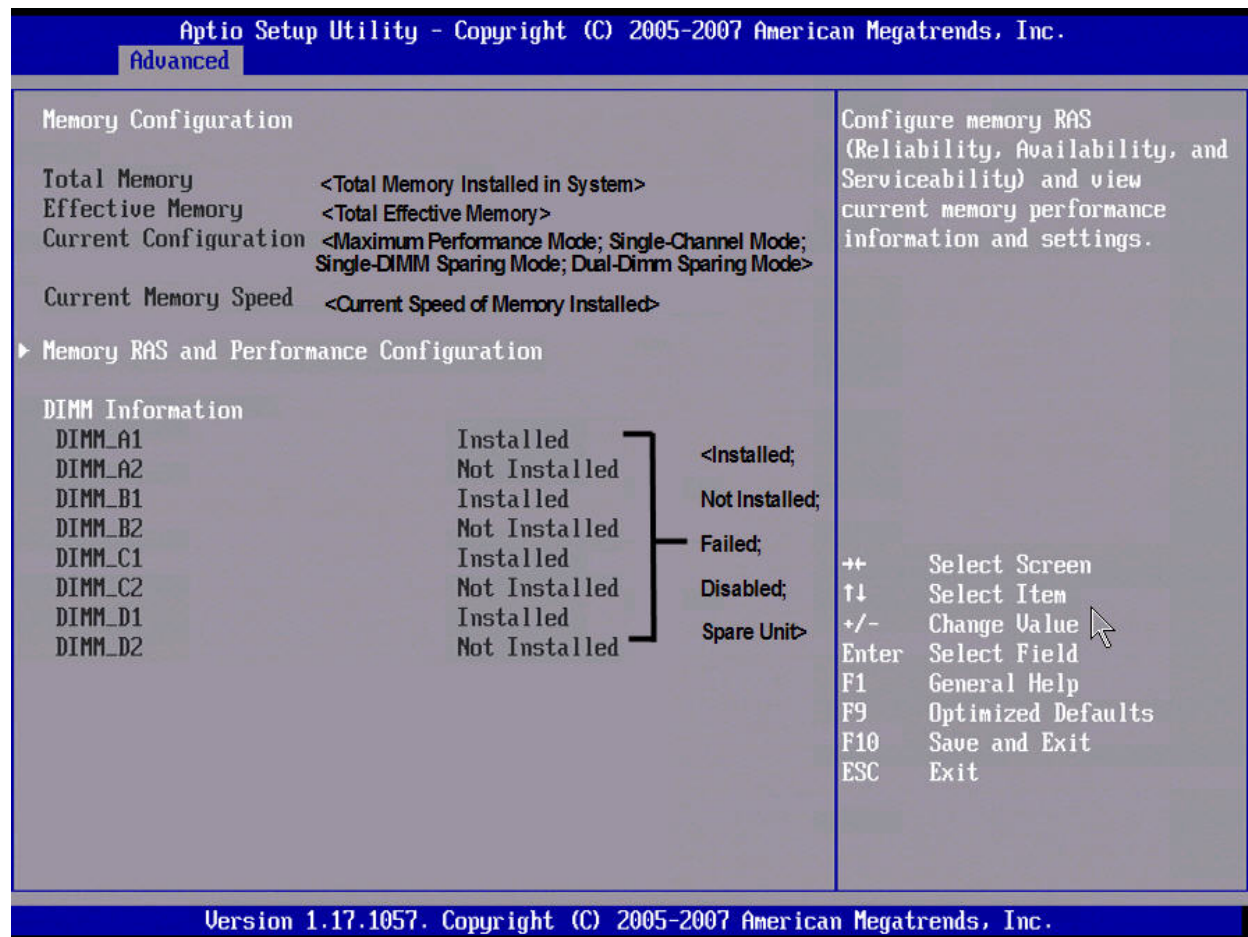 Aptio Setup Utility - Copyright (C) 2005-2007 American Megatrends, Inc.
Advanced
Memory Configuration
Total Memory <Total Memory Installed in System>
Effective Memory <Total Effective Memory>
Current Configuration <Maximum Performance Mode; Single-Channel Mode;
Single-DIMM Sparing Mode; Dual-Dimm Sparing Mode>
Current Memory Speed <Current Speed of Memory Installed>
Memory RAS and Performance Configuration
DIMM Information
DIMM_A1 Installed
DIMM_A2 Not Installed
DIMM_B1 Installed
DIMM_B2 Not Installed
DIMM_C1 Installed
DIMM_C2 Not Installed
DIMM_D1 Installed
DIMM_D2 Not Installed
<Installed;
Not Installed;
Failed;
Disabled;
Spare Unit>
Configure memory RAS
(Reliability, Availability, and
Serviceability) and view
current memory performance
information and settings.
→← Select Screen
↑↓ Select Item
+/- Change Value
Enter Select Field
F1 General Help
F9 Optimized Defaults
F10 Save and Exit
ESC Exit
Version 1.17.1057. Copyright (C) 2005-2007 American Megatrends, Inc.